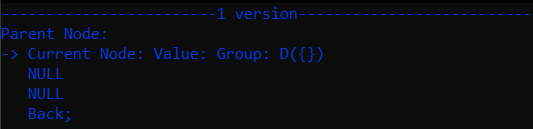 ------------------------1 version--------------------------
Parent Node:
-> Current Node: Value: Group: D({})
   NULL
   NULL
   Back;